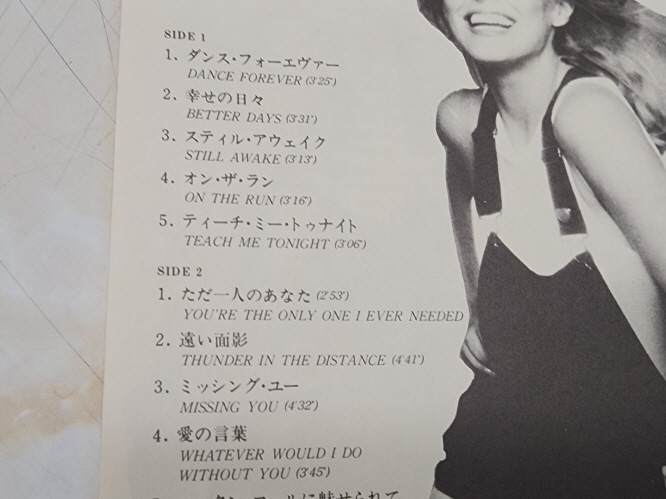 SIDE 1
1. ダンス・フォーエヴァー
DANCE FOREVER (3'25")
2. 幸せの日々
BETTER DAYS (3'31")
3. スティル・アウェイク
STILL AWAKE (3'13")
4. オン・ザ・ラン
ON THE RUN (3'16")
5. ティーチ・ミー・トゥナイト
TEACH ME TONIGHT (3'06")
SIDE 2
1. ただ一人のあなた (2'53")
YOU'RE THE ONLY ONE I EVER NEEDED
2. 遠い面影
THUNDER IN THE DISTANCE (4'41")
3. ミッシング・ユー
MISSING YOU (4'32")
4. 愛の言葉
WHATEVER WOULD I DO
WITHOUT YOU (3'45")
に魅せられて